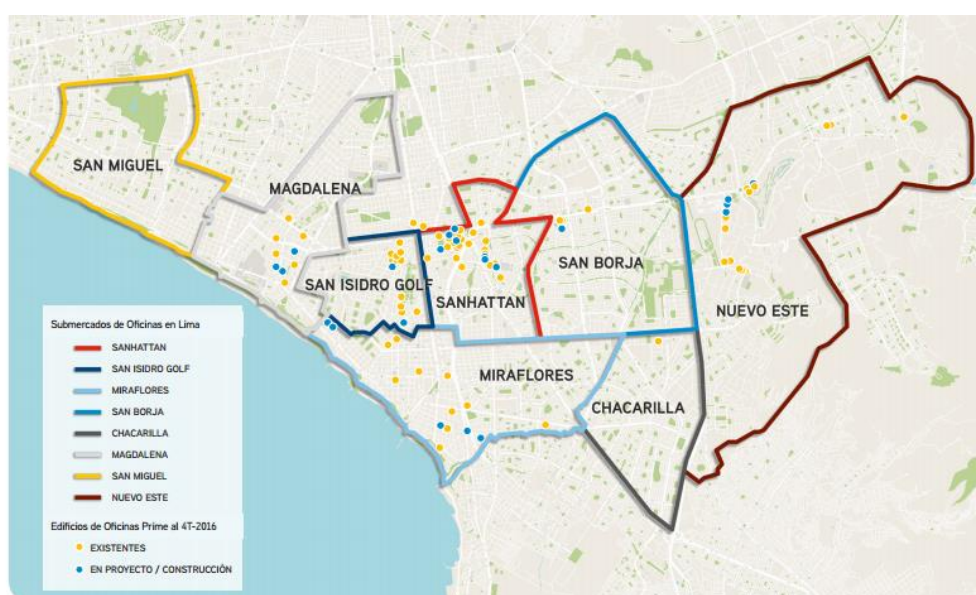 SAN MIGUEL
MAGDALENA
SAN ISIDRO GOLF
SANHATTAN
SAN BORJA
NUEVO ESTE
MIRAFLORES
CHACARILLA
Submercados de Oficinas en Lima
SANHATTAN
SAN ISIDRO GOLF
MIRAFLORES
SAN BORJA
CHACARILLA
MAGDALENA
SAN MIGUEL
NUEVO ESTE
Edificios de Oficinas Prime al 4T-2016
EXISTENTES
EN PROYECTO / CONSTRUCCIÓN